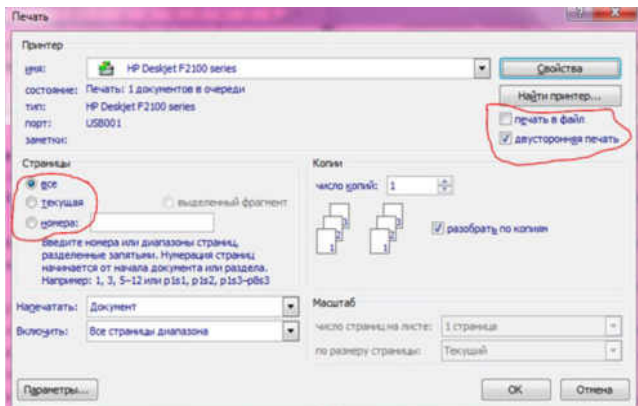 Печать
Принтер
имя: HP Deskjet F2100 series
Свойства
состояние: Печать: 1 документов в очереди
Найти принтер...
тип: HP Deskjet F2100 series
порт: USB001
печать в файл
заметки:
двусторонняя печать
Страницы
все
текущая
выделенный фрагмент
номера:
Введите номера или диапазоны страниц,
разделенные запятыми. Нумерация страниц
начинается от начала документа или раздела.
Например: 1, 3, 5–12 или p1s1, p1s2, p1s3–p8s3
Копии
число копий: 1
разобрать по копиям
Напечатать: Документ
Включить: Все страницы диапазона
Масштаб
число страниц на листе: 1 страница
по размеру страницы: Текущий
Параметры...
ОК
Отмена